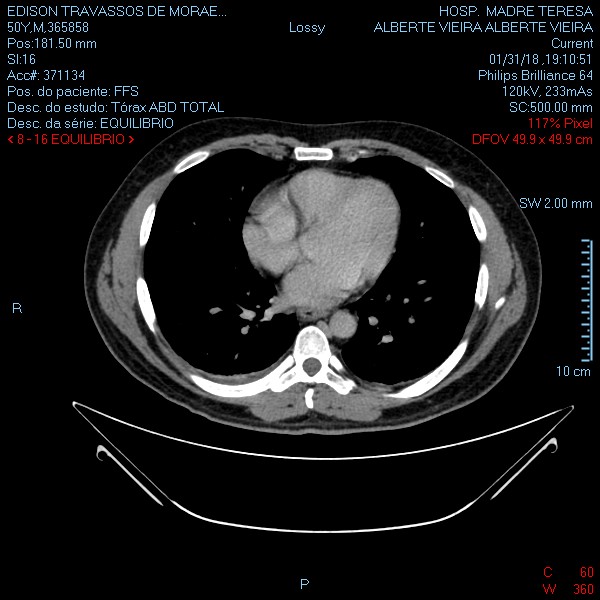 EDISON TRAVASSOS DE MORAE...
50Y,M,365858
Pos:181.50 mm
SI:16
Acc#: 371134
Pos. do paciente: FFS
Desc. do estudo: Tórax ABD TOTAL
Desc. da série: EQUILIBRIO
< 8 - 16 EQUILIBRIO >
Lossy
HOSP. MADRE TERESA
ALBERTE VIEIRA ALBERTE VIEIRA
Current
01/31/18 ,19:10:51
Philips Brilliance 64
120kV, 233mAs
SC:500.00 mm
117% Pixel
DFOV 49.9 x 49.9 cm
SW 2.00 mm
R
10 cm
P
C 60
W 360